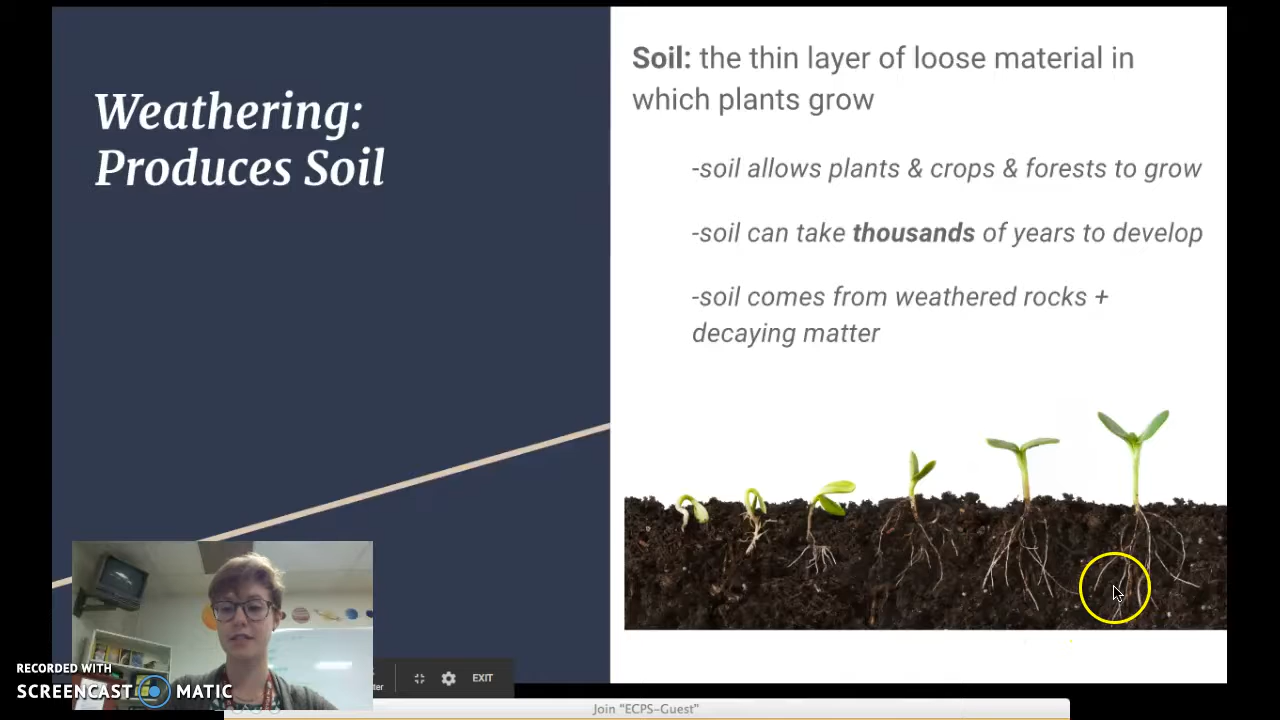 Weathering:
Produces Soil
Soil: the thin layer of loose material in
which plants grow
-soil allows plants & crops & forests to grow
-soil can take thousands of years to develop
-soil comes from weathered rocks +
decaying matter
RECORDED WITH
SCREENCAST MATIC
EXIT
Join "ECPS-Guest"